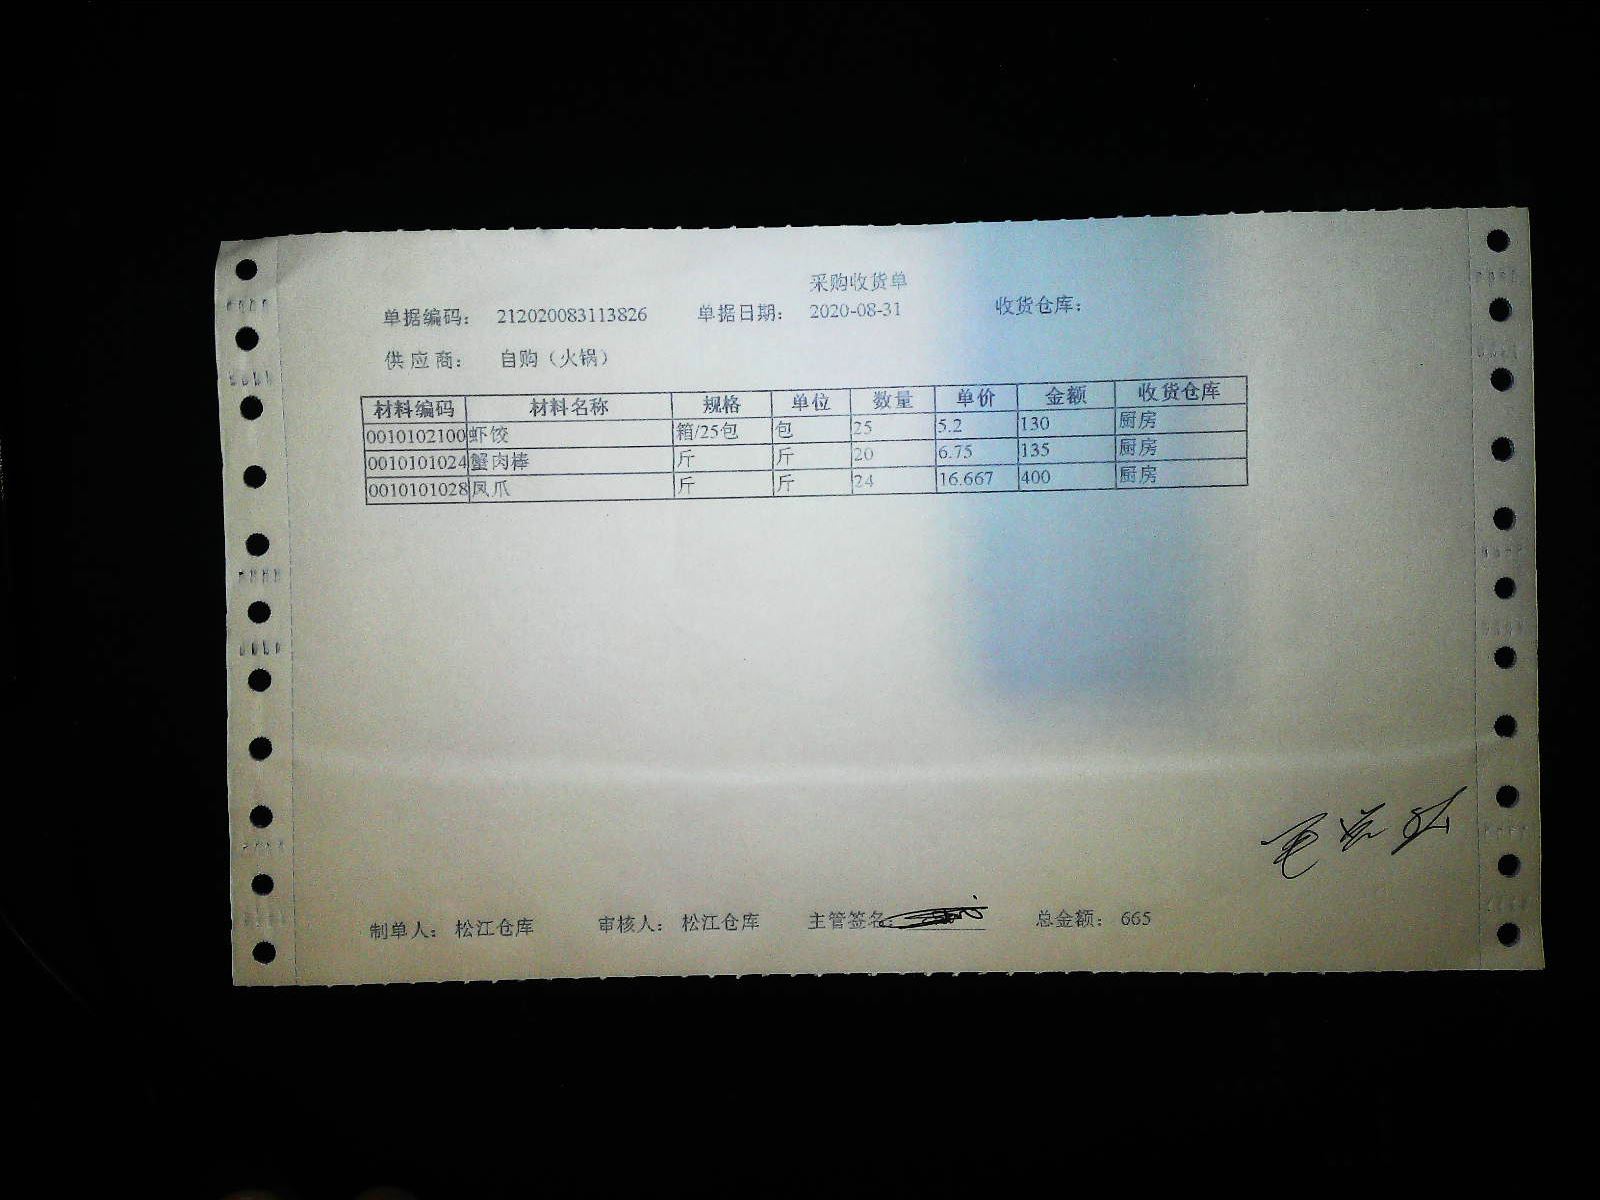 采购收货单
单据编码: 212020083113826 单据日期: 2020-08-31 收货仓库:
供应商: 自购（火锅）
材料编码 材料名称 规格 单位 数量 单价 金额 收货仓库
0010102100 虾饺 箱/25包 包 25 5.2 130 厨房
0010101024 蟹肉棒 斤 斤 20 6.75 135 厨房
0010101028 凤爪 斤 斤 24 16.667 400 厨房
制单人: 松江仓库 审核人: 松江仓库 主管签名 总金额: 665